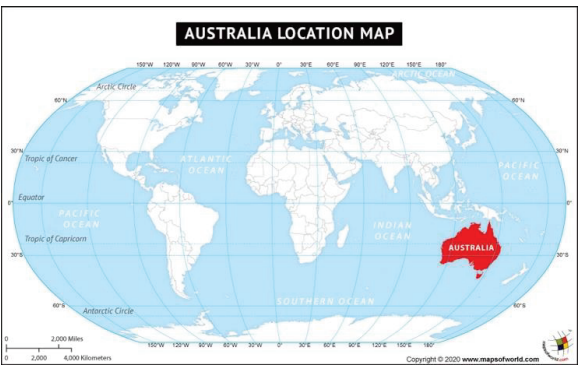 AUSTRALIA LOCATION MAP
150°W 120°W 90°W 60°W 30°W 0° 30°E 60°E 90°E 120°E 150°E 180°
ARCTIC OCEAN
Arctic Circle
60°N 60°N
30°N 30°N
Tropic of Cancer
ATLANTIC
OCEAN
PACIFIC
OCEAN
Equator
0° 0°
PACIFIC
OCEAN
INDIAN
OCEAN
Tropic of Capricorn
AUSTRALIA
30°S 30°S
SOUTHERN OCEAN
60°S 60°S
Antarctic Circle
150°W 120°W 90°W 60°W 30°W 0° 30°E 60°E 90°E 120°E 150°E 180°
0 2,000 Miles
0 2,000 4,000 Kilometers
Copyright © 2020 www.mapsofworld.com